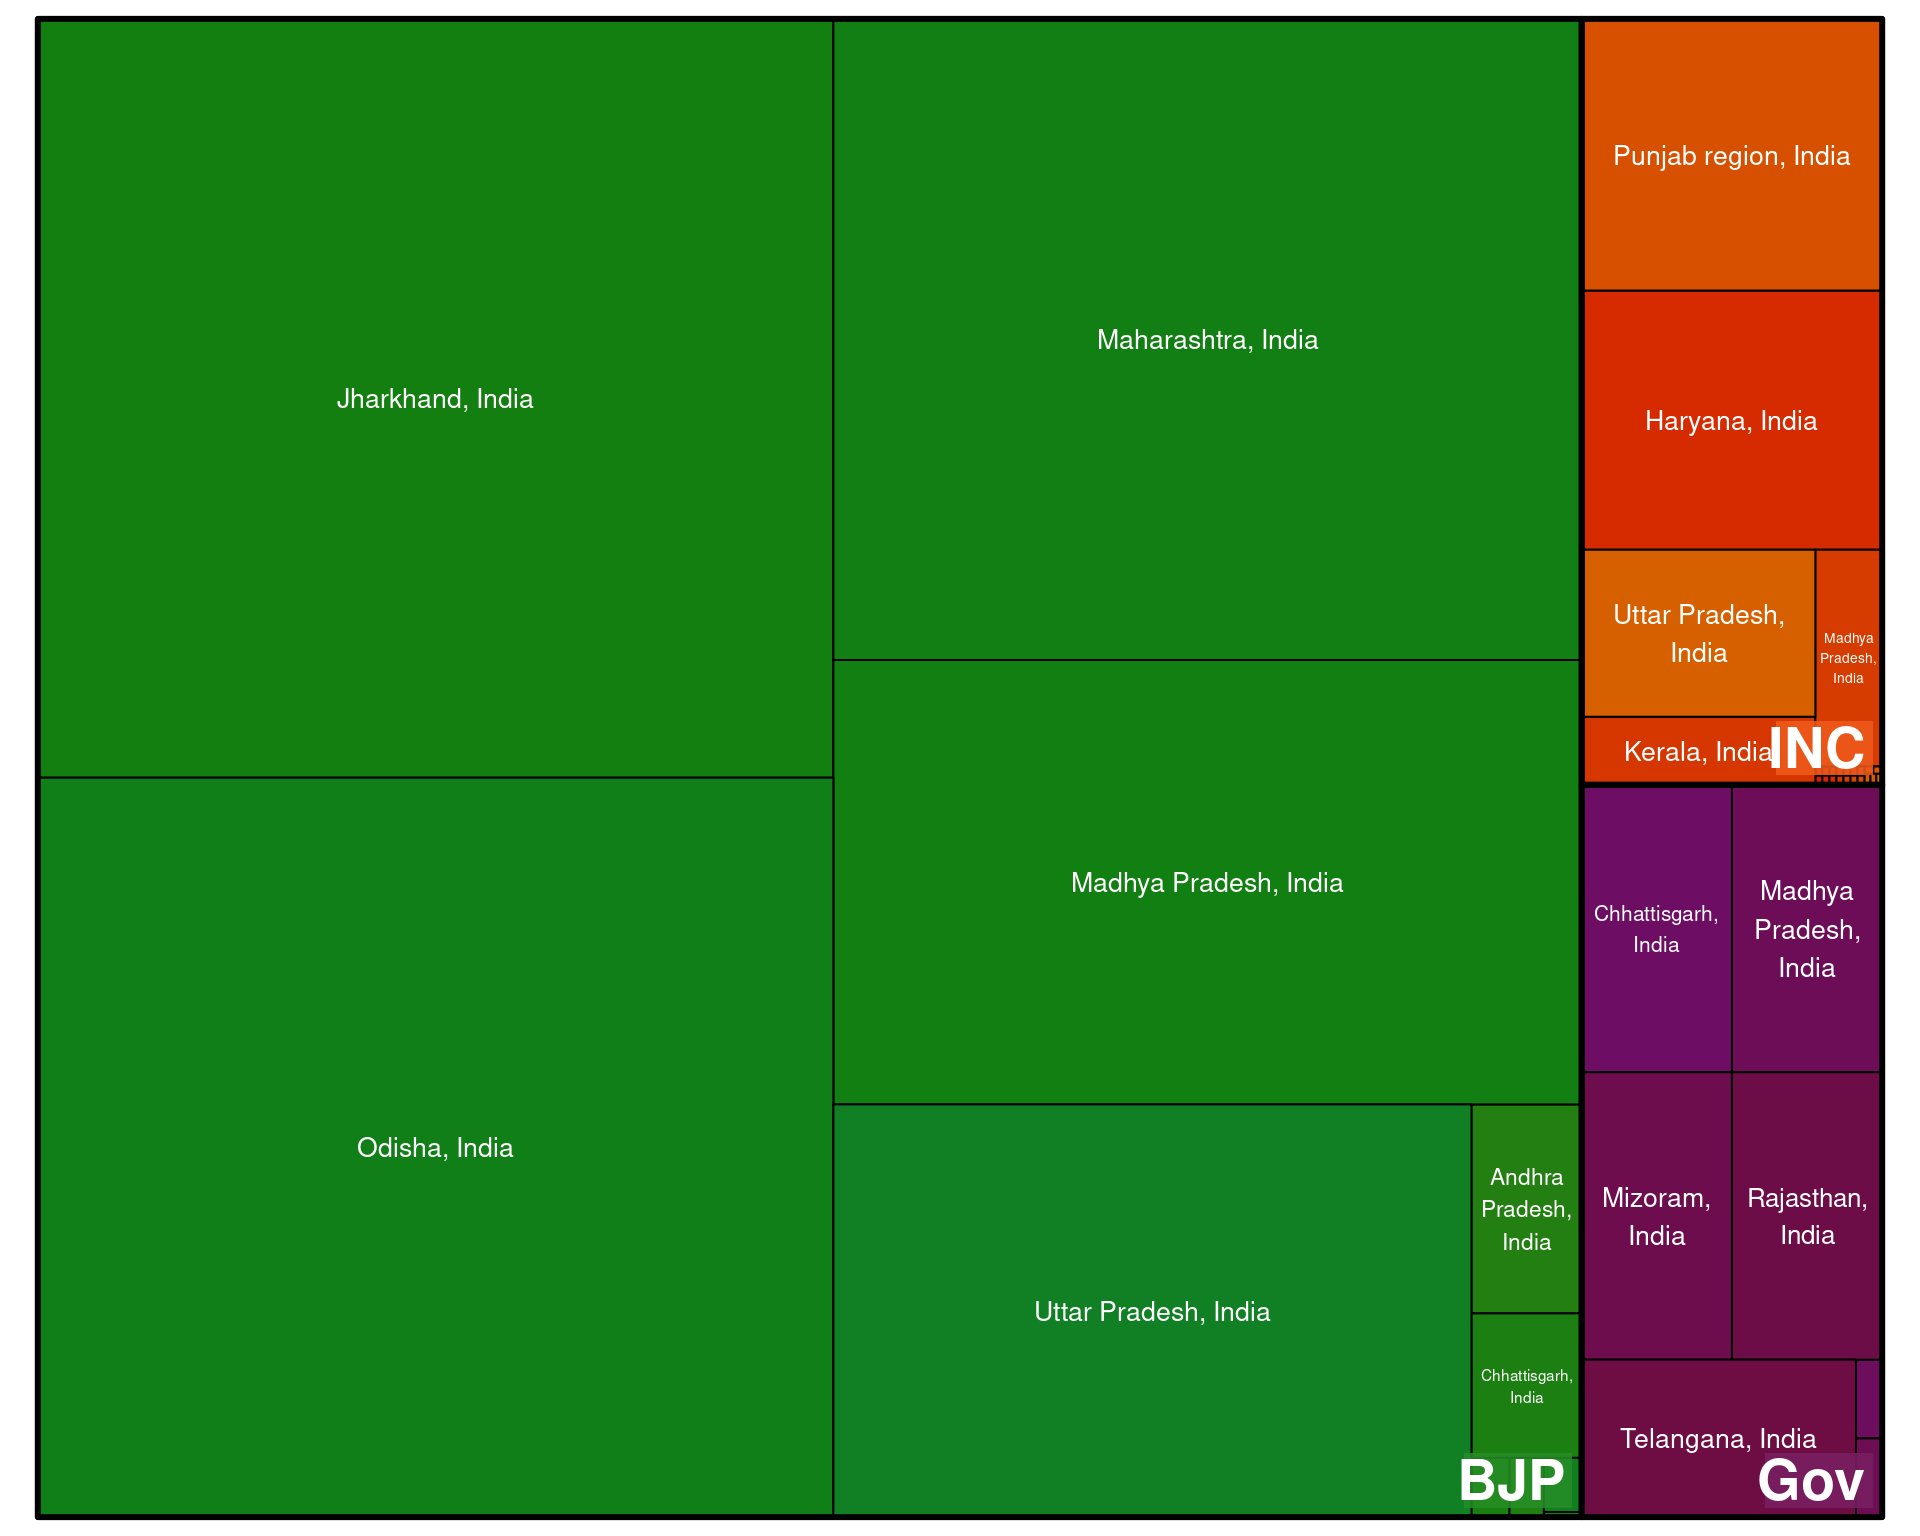 Jharkhand, India
Odisha, India
Maharashtra, India
Madhya Pradesh, India
Uttar Pradesh, India
Andhra
Pradesh,
India
Chhattisgarh,
India
BJP
Punjab region, India
Haryana, India
Uttar Pradesh,
India
Madhya
Pradesh,
India
Kerala, India
INC
Chhattisgarh,
India
Madhya
Pradesh,
India
Mizoram,
India
Rajasthan,
India
Telangana, India
Gov